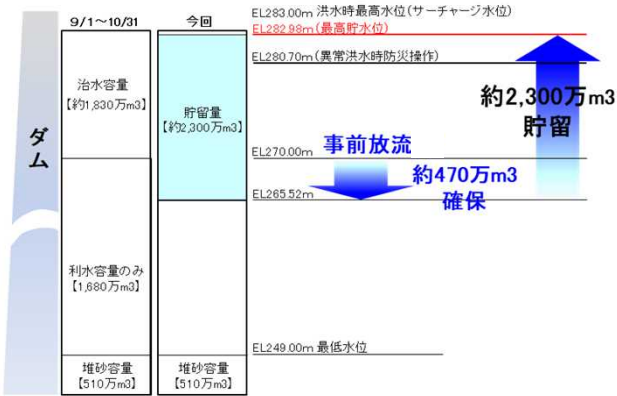 9/1～10/31
今回
EL283.00m 洪水時最高水位(サーチャージ水位)
EL282.98m(最高貯水位)
EL280.70m(異常洪水時防災操作)
治水容量
【約1,830万m3】
貯留量
【約2,300万m3】
約2,300万m3
貯留
ダム
事前放流
EL270.00m
約470万m3
確保
EL265.52m
利水容量のみ
【1,680万m3】
EL249.00m 最低水位
堆砂容量
【510万m3】
堆砂容量
【510万m3】